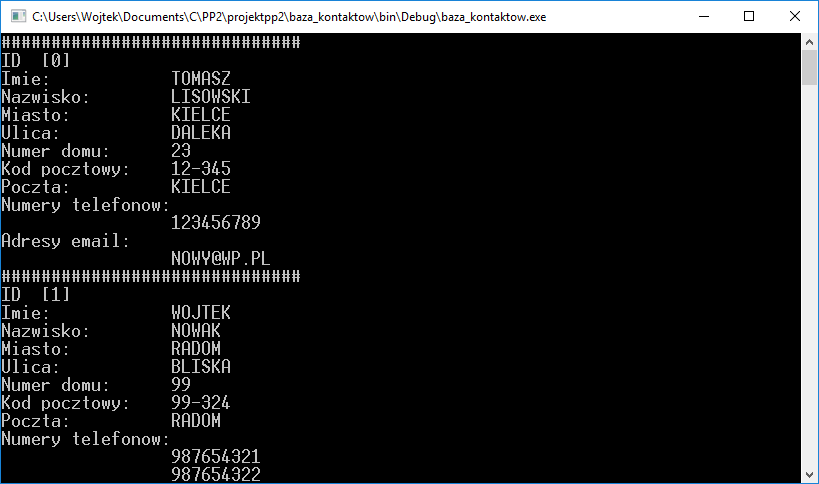 C:\Users\Wojtek\Documents\C\PP2\projektpp2\baza_kontaktow\bin\Debug\baza_kontaktow.exe
##############################
ID  [0]
Imie:            TOMASZ
Nazwisko:        LISOWSKI
Miasto:          KIELCE
Ulica:           DALEKA
Numer domu:      23
Kod pocztowy:    12-345
Poczta:          KIELCE
Numery telefonow:
                 123456789
Adresy email:
                 NOWY@WP.PL
##############################
ID  [1]
Imie:            WOJTEK
Nazwisko:        NOWAK
Miasto:          RADOM
Ulica:           BLISKA
Numer domu:      99
Kod pocztowy:    99-324
Poczta:          RADOM
Numery telefonow:
                 987654321
                 987654322